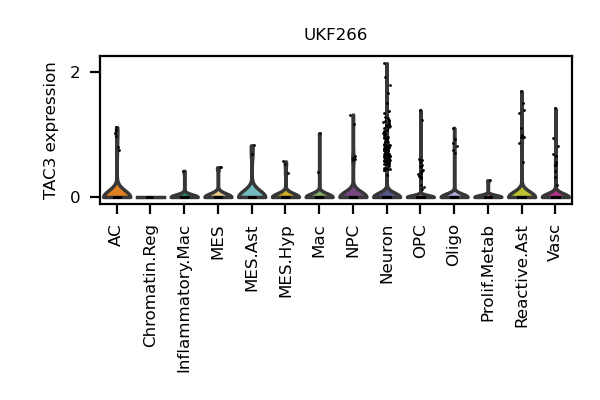 UKF266
TAC3 expression
2
0
AC
Chromatin.Reg
Inflammatory.Mac
MES
MES.Ast
MES.Hyp
Mac
NPC
Neuron
OPC
Oligo
Prolif.Metab
Reactive.Ast
Vasc